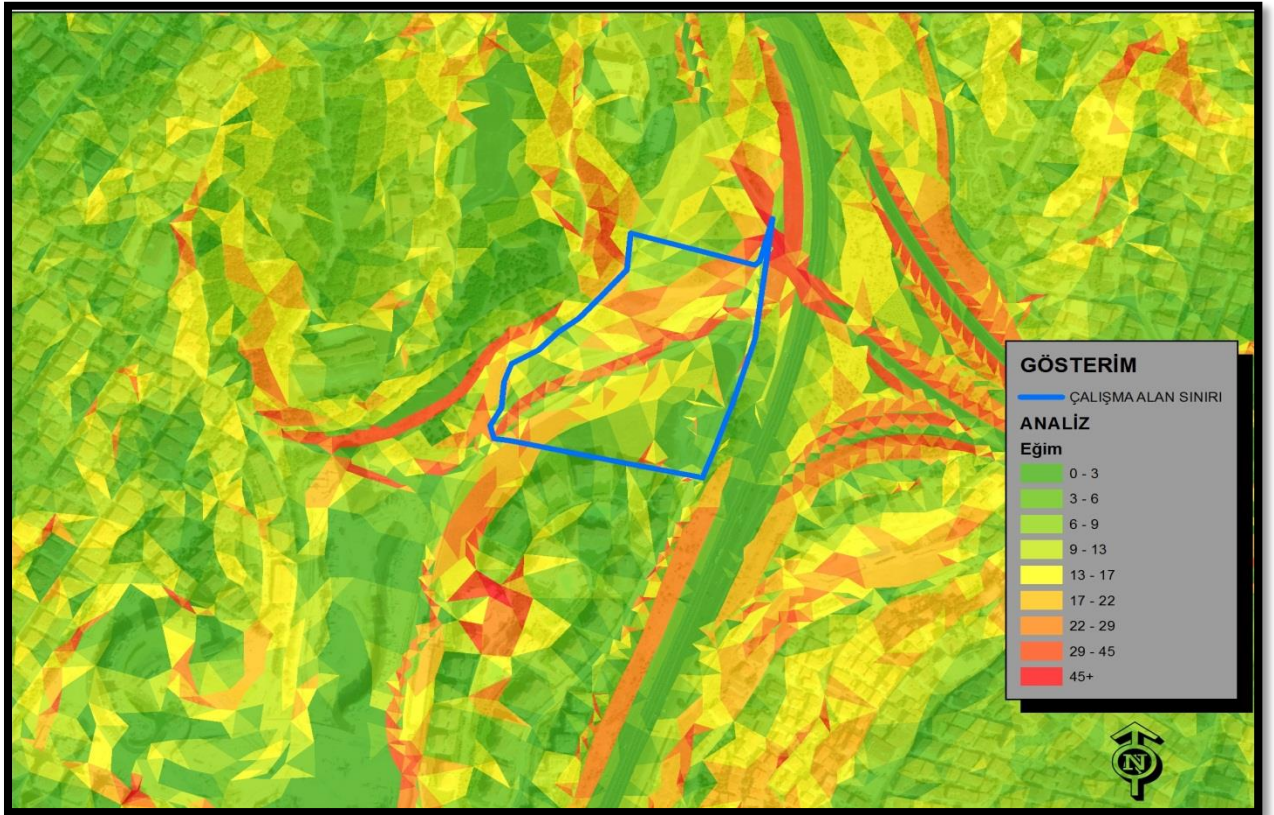 GÖSTERİM
ÇALIŞMA ALAN SINIRI
ANALİZ
Eğim
0 - 3
3 - 6
6 - 9
9 - 13
13 - 17
17 - 22
22 - 29
29 - 45
45+
N